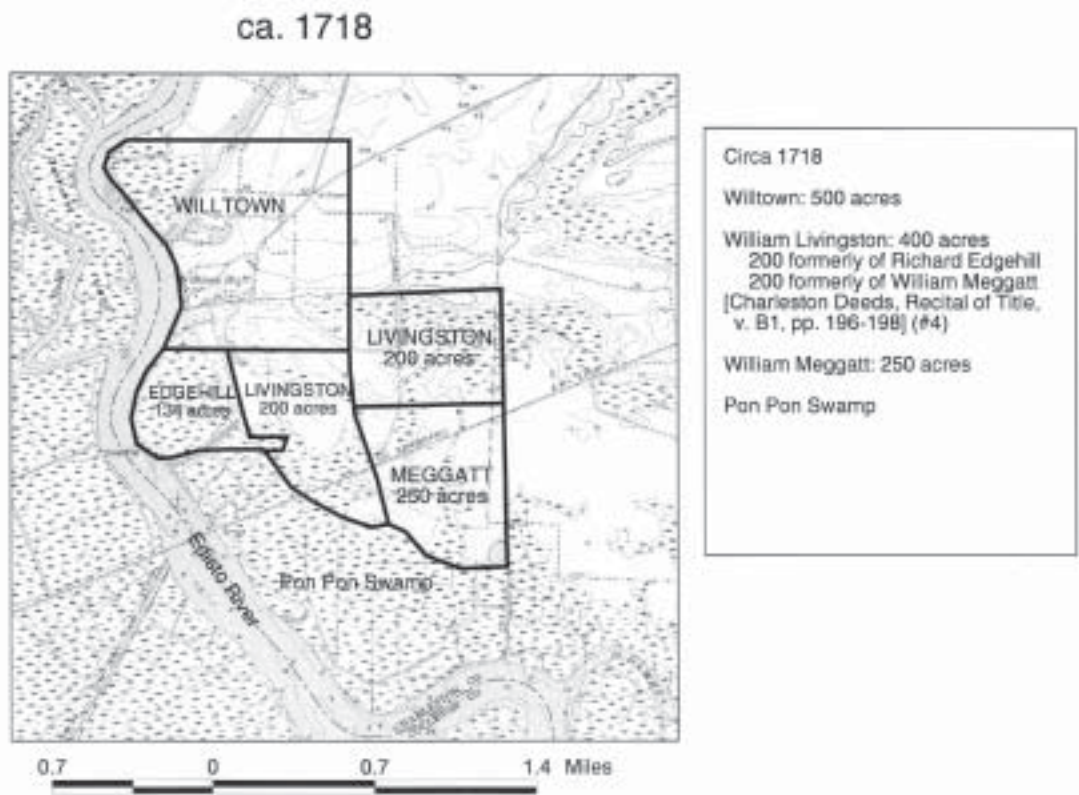 ca. 1718
WILLTOWN
LIVINGSTON
200 acres
EDGEHILL
134 acres
LIVINGSTON
200 acres
MEGGATT
250 acres
Edisto River
Pon Pon Swamp
0.7 0 0.7 1.4 Miles
Circa 1718
Willtown: 500 acres
William Livingston: 400 acres
200 formerly of Richard Edgehill
200 formerly of William Meggatt
[Charleston Deeds, Recital of Title,
v. B1, pp. 196-198] (#4)
William Meggatt: 250 acres
Pon Pon Swamp